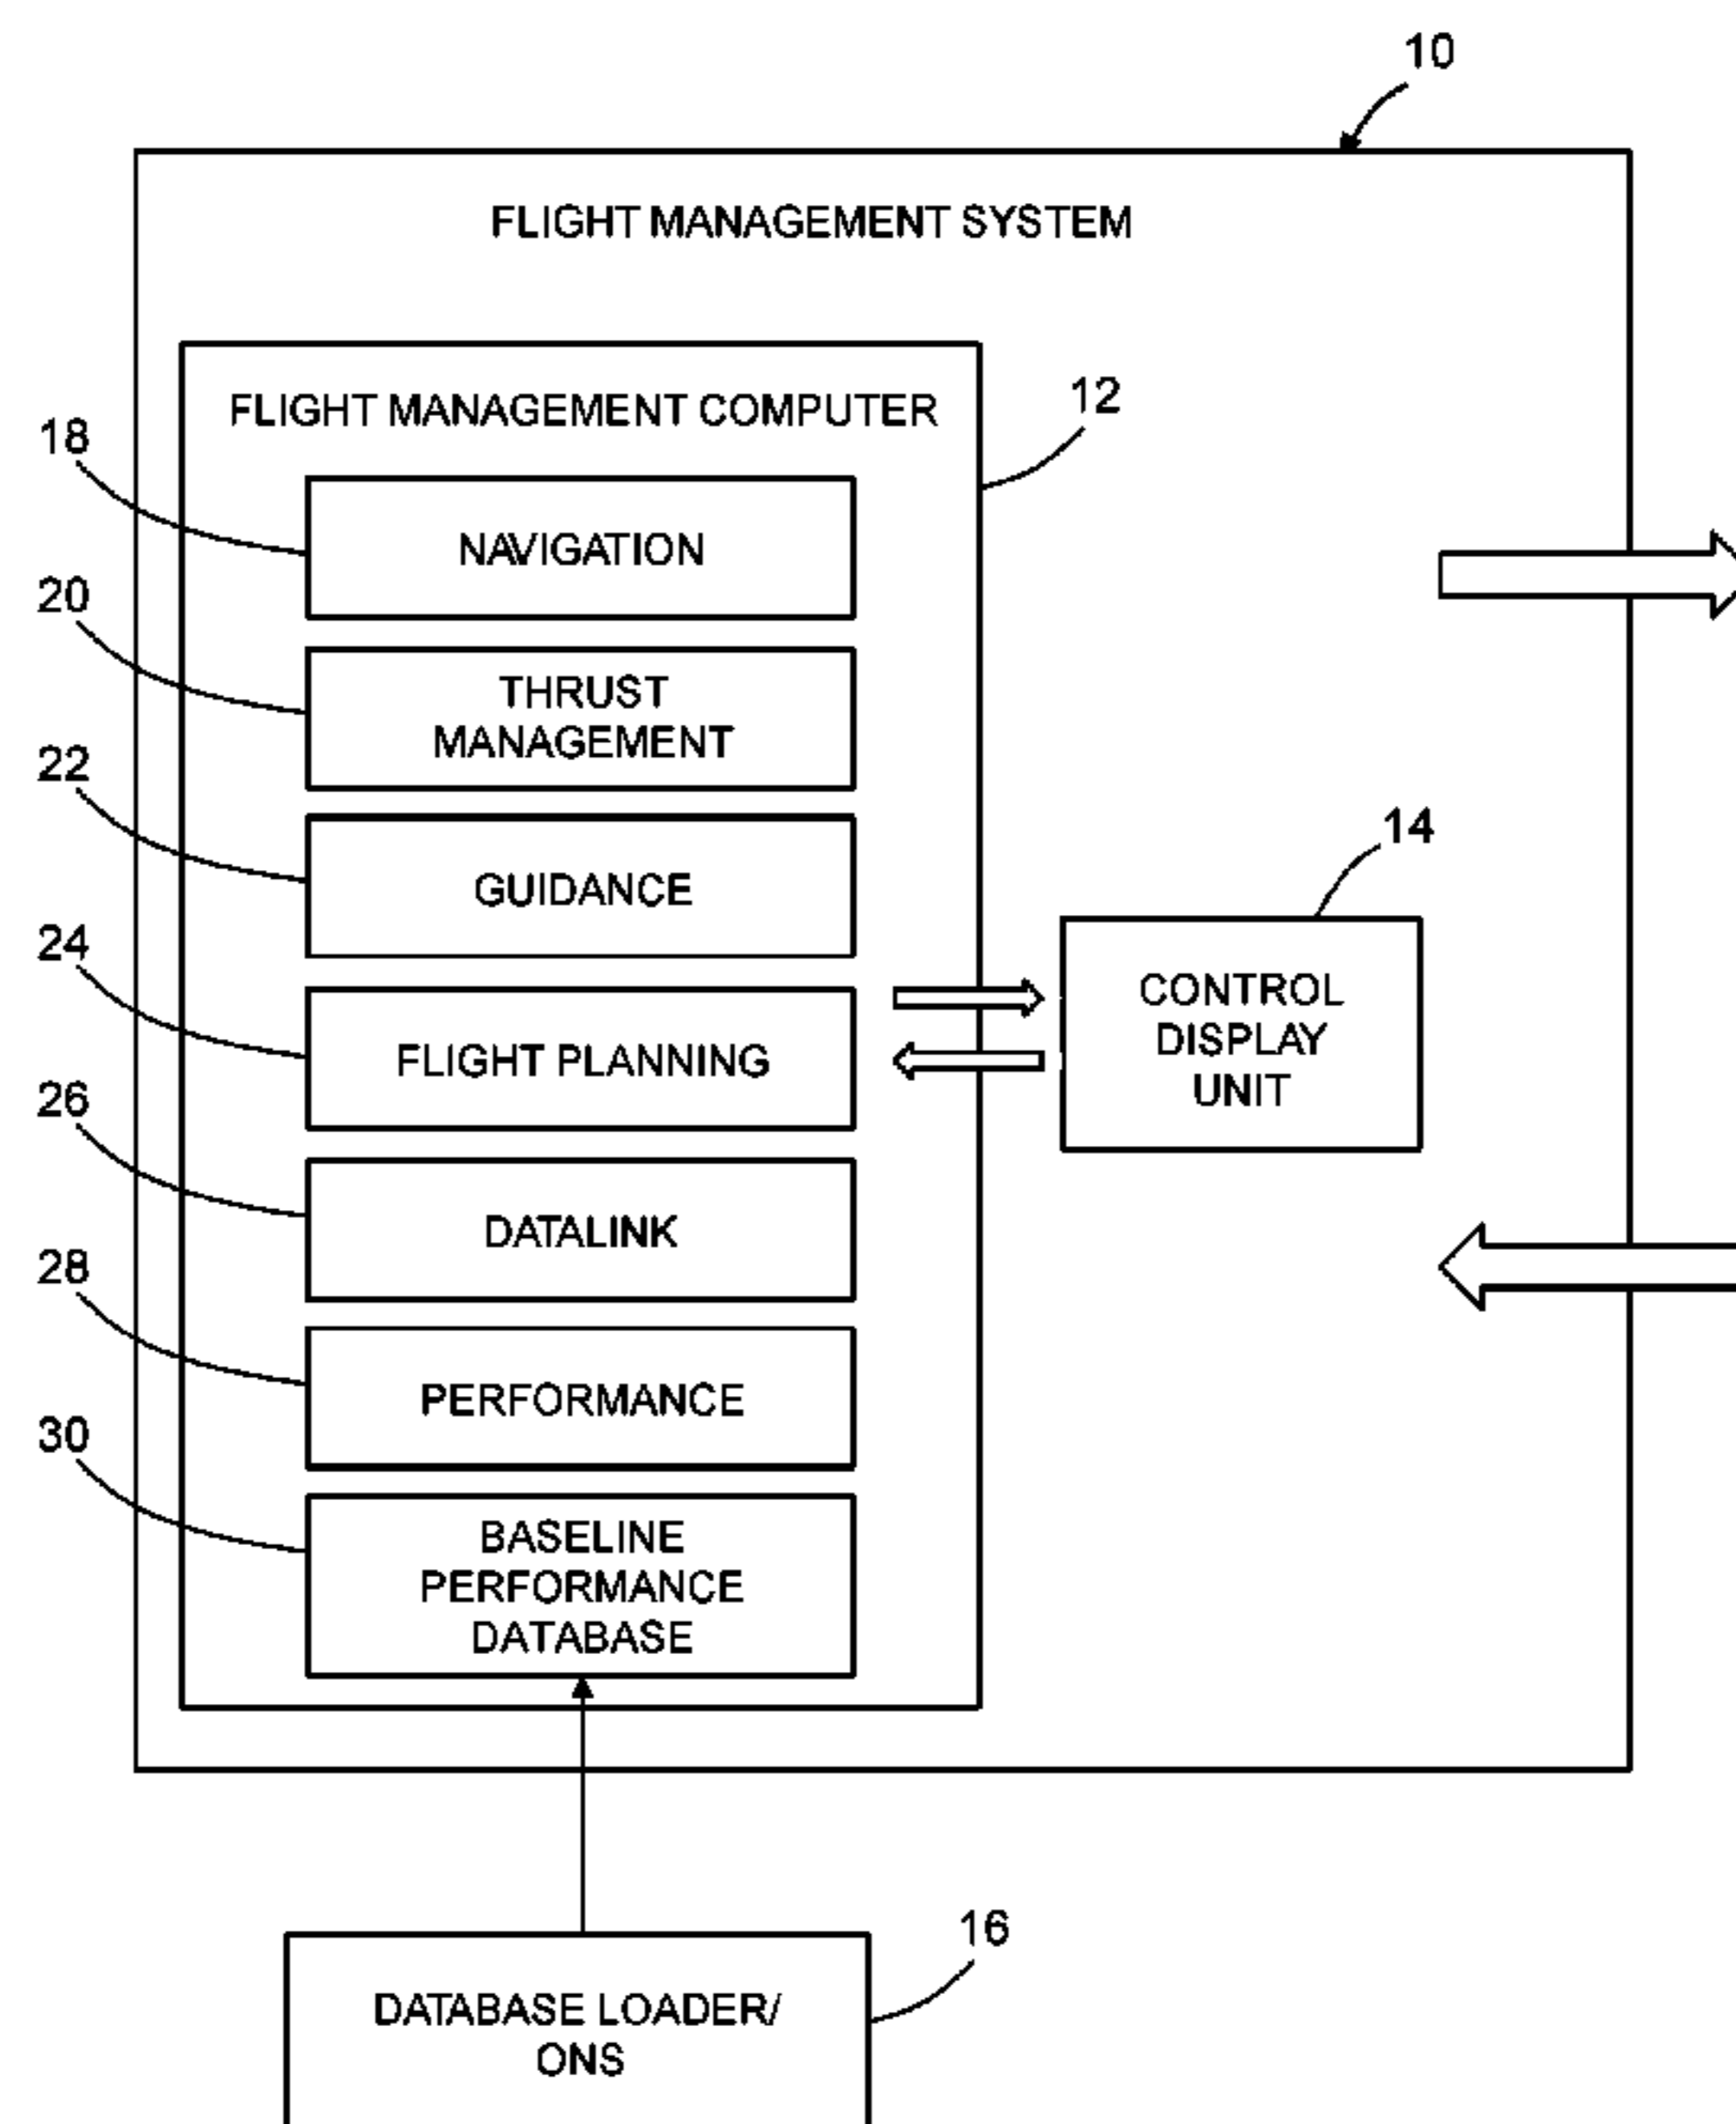 10
FLIGHT MANAGEMENT SYSTEM
FLIGHT MANAGEMENT COMPUTER
12
18
NAVIGATION
20
THRUST
MANAGEMENT
22
GUIDANCE
14
24
FLIGHT PLANNING
CONTROL
DISPLAY
UNIT
26
DATALINK
28
PERFORMANCE
30
BASELINE
PERFORMANCE
DATABASE
16
DATABASE LOADER/
ONS